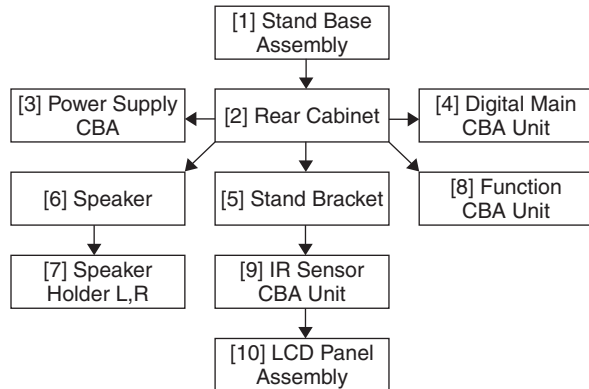 [1] Stand Base
Assembly
[3] Power Supply
CBA
[2] Rear Cabinet
[4] Digital Main
CBA Unit
[6] Speaker
[5] Stand Bracket
[8] Function
CBA Unit
[7] Speaker
Holder L,R
[9] IR Sensor
CBA Unit
[10] LCD Panel
Assembly